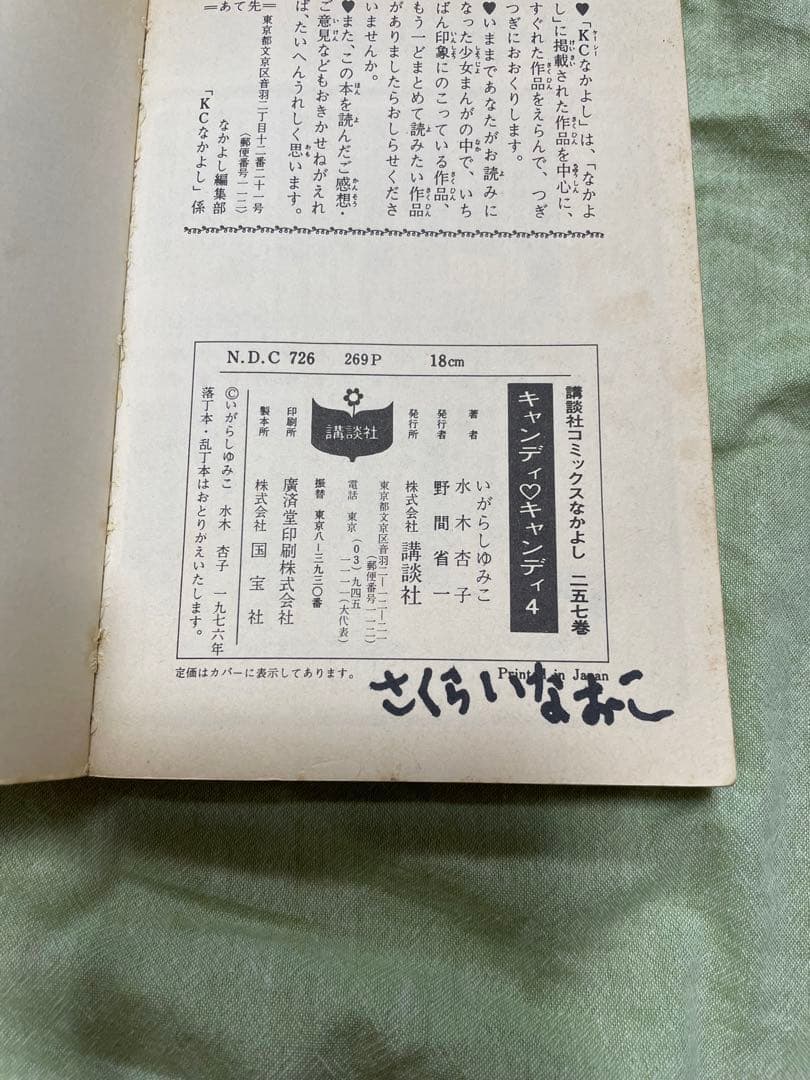 ♥「KCなかよし」は、「なかよ
し」に掲載された作品を中心に、
すぐれた作品をえらんで、つぎ
つぎにおおくりします。
♥いままであなたがお読みに
なった少女まんがの中で、いち
ばん印象にのこっている作品、
もう一どまとめて読みたい作品
がありましたらおしらせくださ
いませんか。
♥また、この本を読んだご感想・
ご意見などもおきかせねがえれ
ば、たいへんうれしく思います。
東京都文京区音羽二丁目十二番二十一号
(郵便番号一一二)
なかよし編集部
「KCなかよし」係
N.D.C 726 269P 18cm
講談社コミックスなかよし 二五七巻
キャンディ♡キャンディ4
著者 いがらしゆみこ
水木杏子
発行者 野間省一
発行所 株式会社 講談社
東京都文京区音羽二-一二-二一
(郵便番号一一二)
電話 東京(03)九四五
一一一一(大代表)
振替 東京八-三九三〇番
講談社
印刷所 廣済堂印刷株式会社
製本所 株式会社 国宝社
©いがらしゆみこ 水木 杏子 一九七六年
落丁本・乱丁本はおとりかえいたします。
定価はカバーに表示してあります。
Printed in Japan
さくらいなおこ